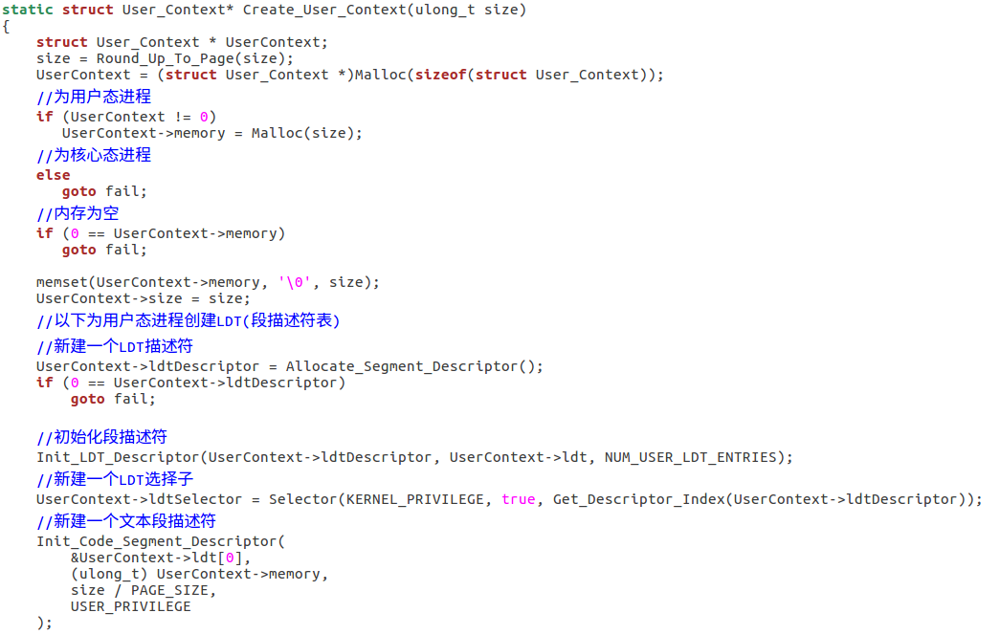 static struct User_Context* Create_User_Context(ulong_t size)
{
    struct User_Context * UserContext;
    size = Round_Up_To_Page(size);
    UserContext = (struct User_Context *)Malloc(sizeof(struct User_Context));
    //为用户态进程
    if (UserContext != 0)
       UserContext->memory = Malloc(size);
    //为核心态进程
    else
       goto fail;
    //内存为空
    if (0 == UserContext->memory)
       goto fail;

    memset(UserContext->memory, '\0', size);
    UserContext->size = size;
    //以下为用户态进程创建LDT(段描述符表)
    //新建一个LDT描述符
    UserContext->ldtDescriptor = Allocate_Segment_Descriptor();
    if (0 == UserContext->ldtDescriptor)
        goto fail;

    //初始化段描述符
    Init_LDT_Descriptor(UserContext->ldtDescriptor, UserContext->ldt, NUM_USER_LDT_ENTRIES);
    //新建一个LDT选择子
    UserContext->ldtSelector = Selector(KERNEL_PRIVILEGE, true, Get_Descriptor_Index(UserContext->ldtDescriptor));
    //新建一个文本段描述符
    Init_Code_Segment_Descriptor(
        &UserContext->ldt[0],
        (ulong_t) UserContext->memory,
        size / PAGE_SIZE,
        USER_PRIVILEGE
    );